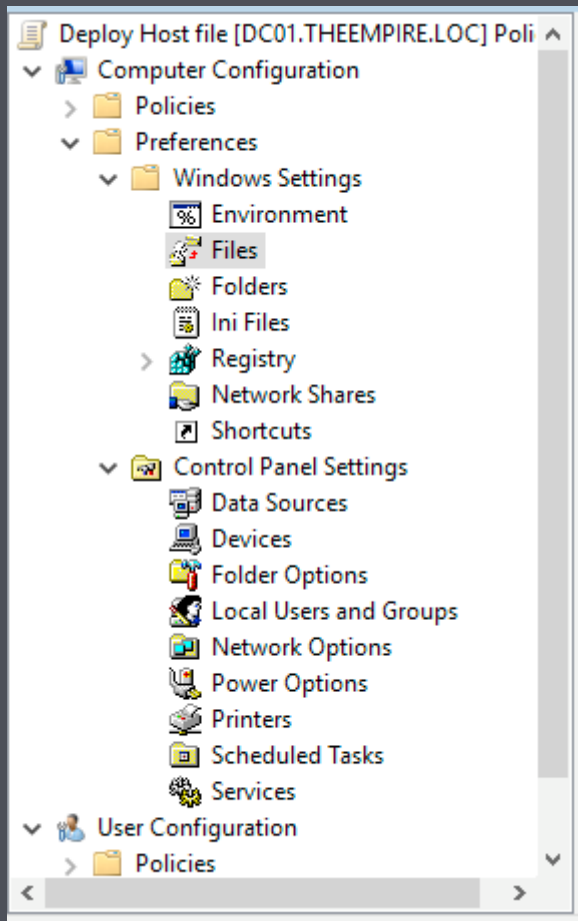 Deploy Host file [DC01.THEEMPIRE.LOC] Poli
Computer Configuration
Policies
Preferences
Windows Settings
Environment
Files
Folders
Ini Files
Registry
Network Shares
Shortcuts
Control Panel Settings
Data Sources
Devices
Folder Options
Local Users and Groups
Network Options
Power Options
Printers
Scheduled Tasks
Services
User Configuration
Policies